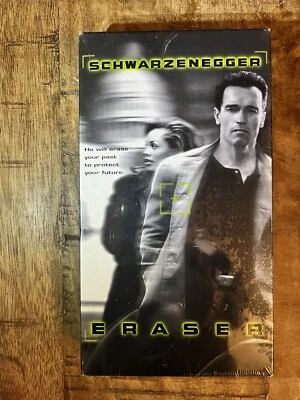 SCHWARZENEGGER
He will erase
your past
to protect
your future.
ERASER